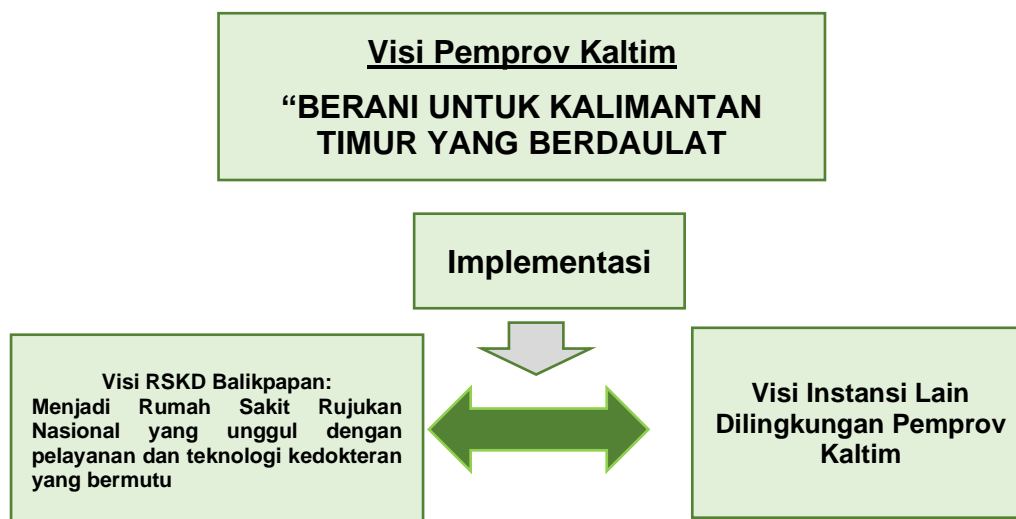 Visi Pemprov Kaltim
“BERANI UNTUK KALIMANTAN
TIMUR YANG BERDAULAT
Implementasi
Visi RSKD Balikpapan:
Menjadi Rumah Sakit Rujukan
Nasional yang unggul dengan
pelayanan dan teknologi kedokteran
yang bermutu
Visi Instansi Lain
Dilingkungan Pemprov
Kaltim